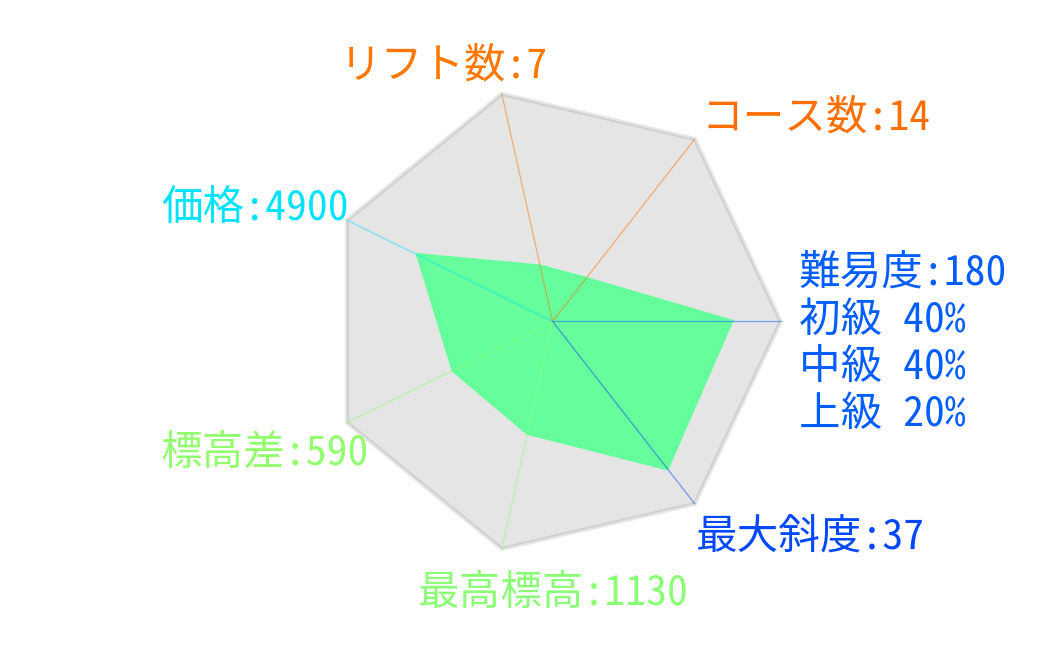 リフト数:7
コース数:14
価格:4900
難易度:180
初級 40%
中級 40%
上級 20%
標高差:590
最大斜度:37
最高標高:1130